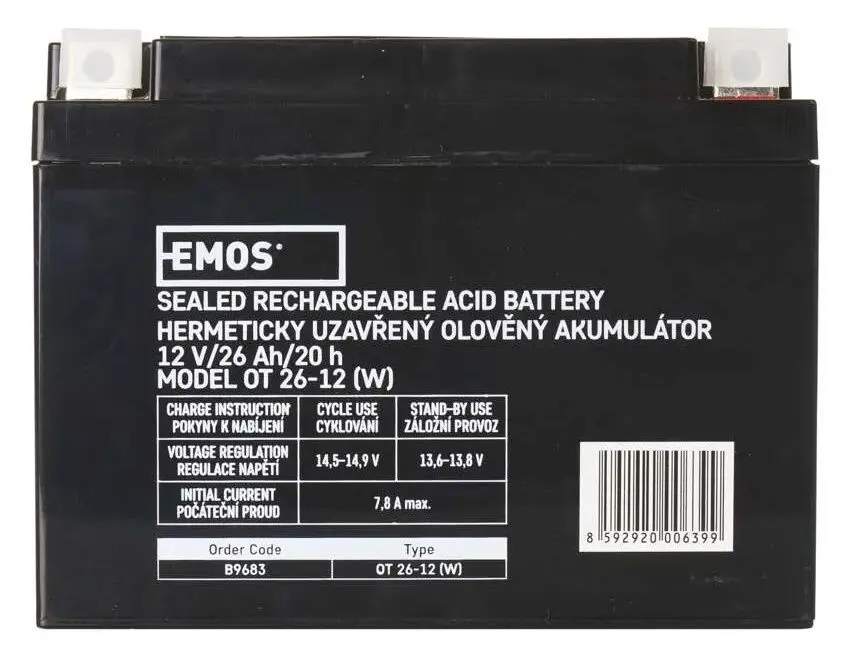 EMOS
SEALED RECHARGEABLE ACID BATTERY
HERMETICKY UZAVŘENÝ OLOVĚNÝ AKUMULÁTOR
12 V/26 Ah/20 h
MODEL OT 26-12 (W)
CHARGE INSTRUCTION CYCLE USE STAND-BY USE
POKYNY K NABÍJENÍ CYKLOVÁNÍ ZÁLOŽNÍ PROVOZ
VOLTAGE REGULATION
REGULACE NAPĚTÍ 14,5-14,9 V 13,6-13,8 V
INITIAL CURRENT
POČÁTEČNÍ PROUD 7,8 A max.
Order Code Type
B9683 OT 26-12 (W)
8 592920 006399